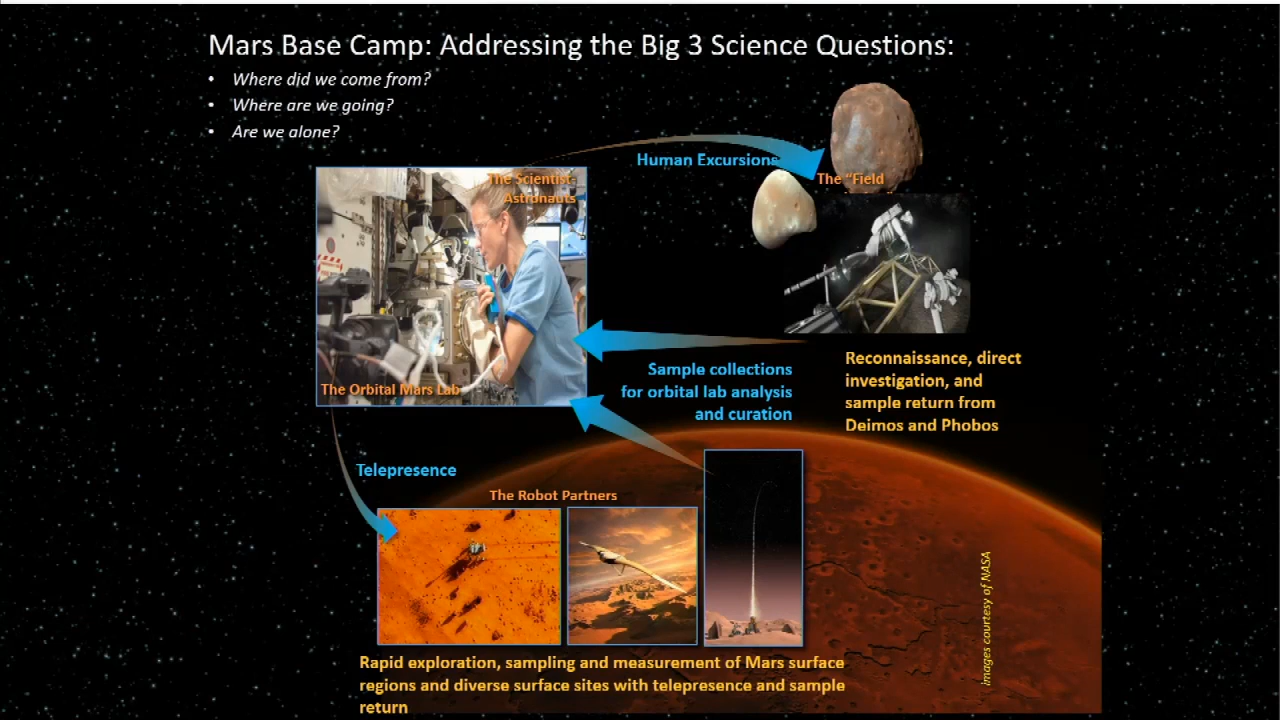 Mars Base Camp: Addressing the Big 3 Science Questions:
• Where did we come from?
• Where are we going?
• Are we alone?
Human Excursions
The "Field
The Scientist-
Astronauts
The Orbital Mars Lab
Sample collections
for orbital lab analysis
and curation
Reconnaissance, direct
investigation, and
sample return from
Deimos and Phobos
Telepresence
The Robot Partners
Images courtesy of NASA
Rapid exploration, sampling and measurement of Mars surface
regions and diverse surface sites with telepresence and sample
return